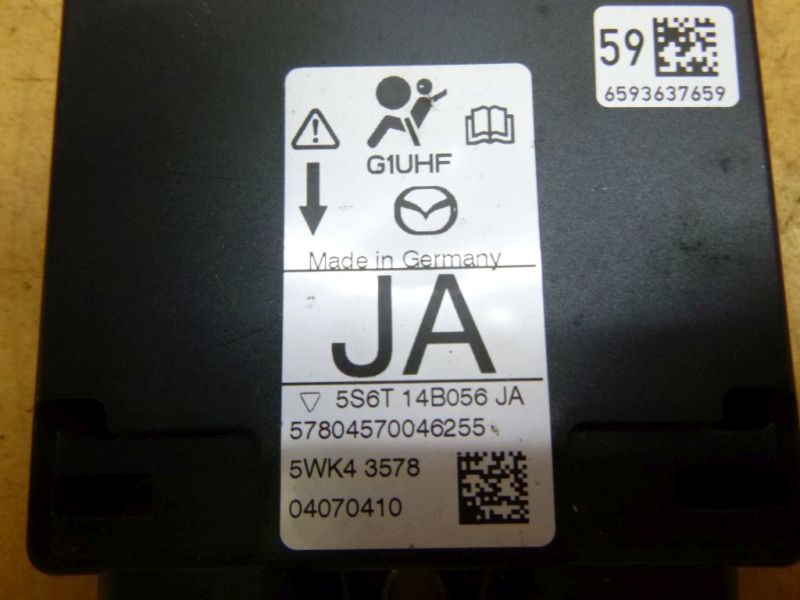 59
6593637659
G1UHF
Made in Germany
JA
5S6T 14B056 JA
57804570046255
5WK4 3578
04070410